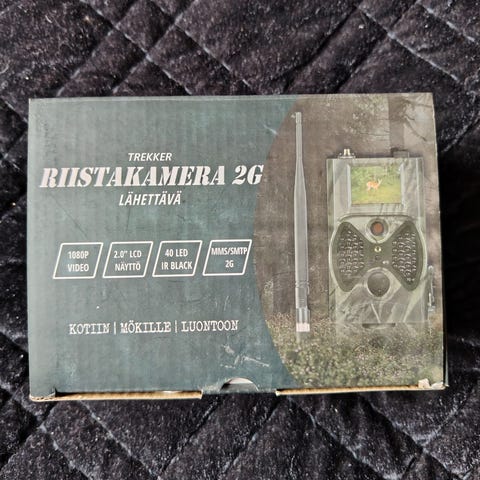 TREKKER
RIISTAKAMERA 2G
LÄHETTÄVÄ
1080P
VIDEO
2.0" LCD
NÄYTTÖ
40 LED
IR BLACK
MMS/SMTP
2G
KOTIIN | MÖKILLE | LUONTOON